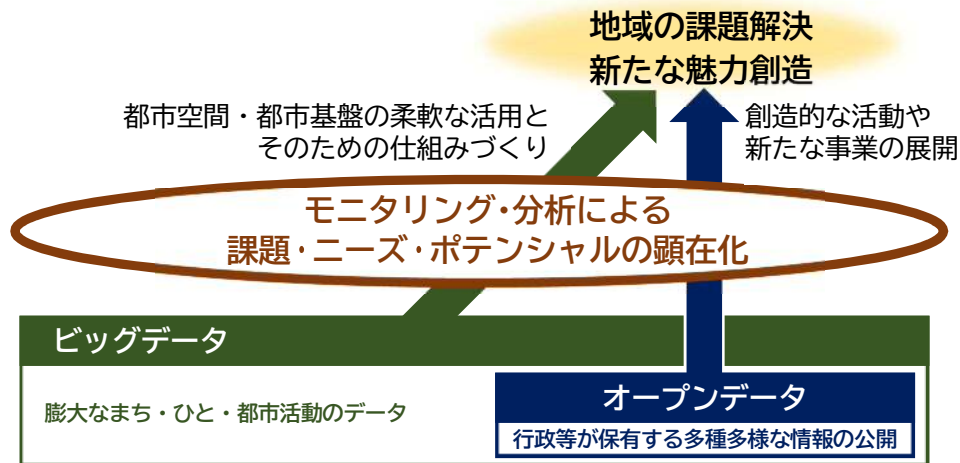 地域の課題解決
新たな魅力創造
都市空間・都市基盤の柔軟な活用と
そのための仕組みづくり
創造的な活動や
新たな事業の展開
モニタリング･分析による
課題･ニーズ･ポテンシャルの顕在化
ビッグデータ
膨大なまち・ひと・都市活動のデータ
オープンデータ
行政等が保有する多種多様な情報の公開